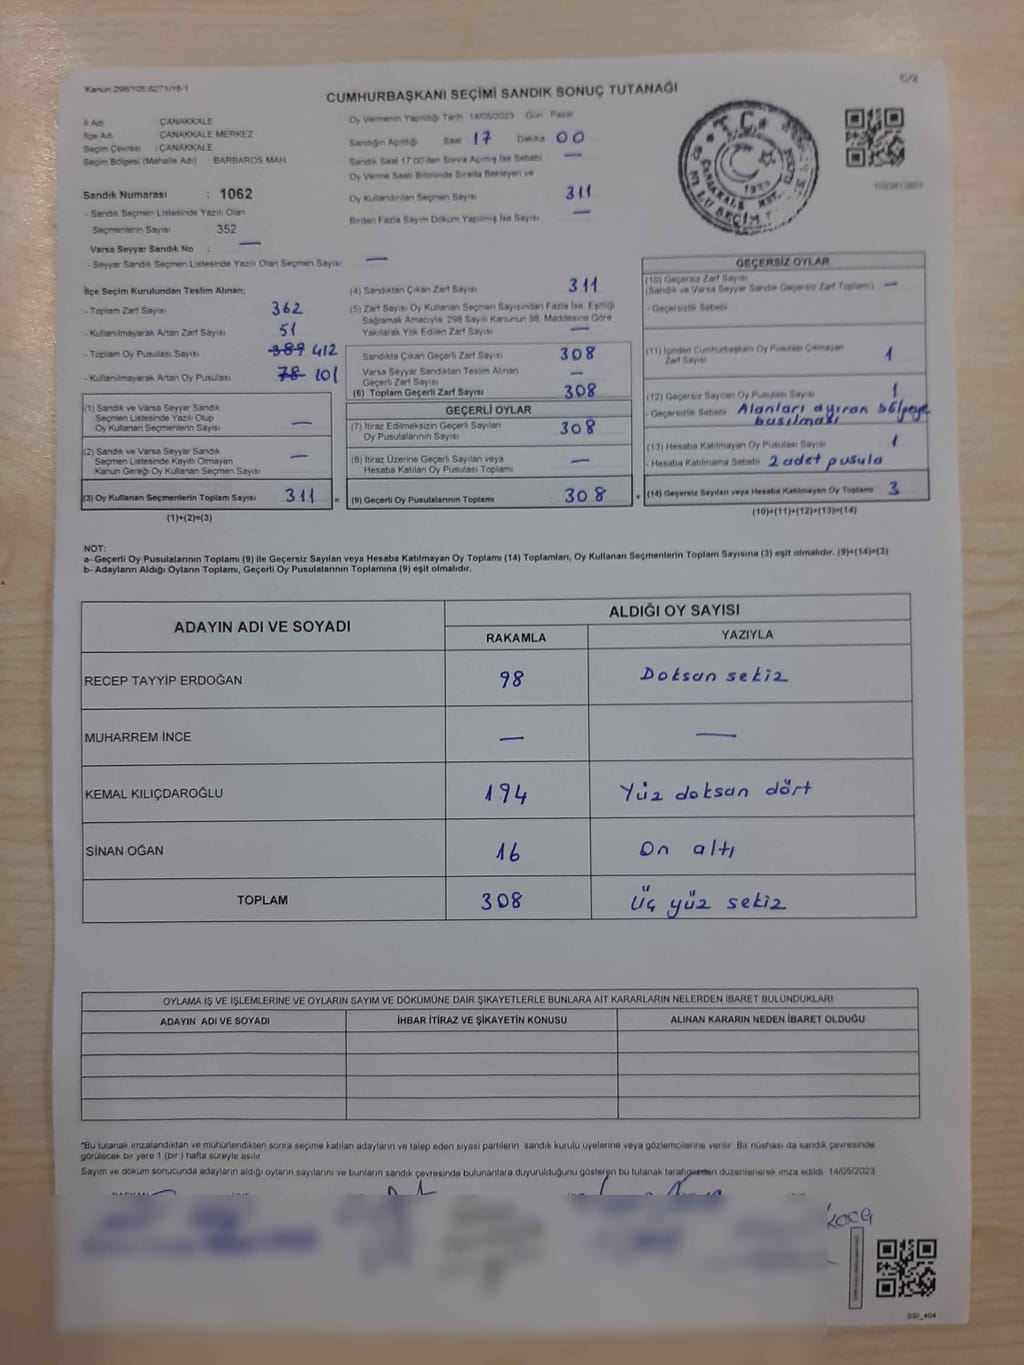 Kanun:298/105,6271/18-1
C/2
CUMHURBAŞKANI SEÇİMİ SANDIK SONUÇ TUTANAĞI
İl Adı ÇANAKKALE
İlçe Adı ÇANAKKALE MERKEZ
Seçim Çevresi : ÇANAKKALE
Seçim Bölgesi (Mahalle Adı) BARBAROS MAH
Sandık Numarası : 1062
- Sandık Seçmen Listesinde Yazılı Olan
Seçmenlerin Sayısı 352
Varsa Seyyar Sandık No : —
- Seyyar Sandık Seçmen Listesinde Yazılı Olan Seçmen Sayısı —
Oy Vermenin Yapıldığı Tarih 14/05/2023 Gün Pazar
Sandığın Açıldığı Saat 17 Dakika 00
Sandık Saat 17:00'den Sonra Açılmış İse Sebebi —
Oy Verme Saati Bitiminde Sırada Bekleyen ve
Oy Kullandırılan Seçmen Sayısı 311
Birden Fazla Sayım Döküm Yapılmış İse Sayısı —
T.C. ÇANAKKALE
İlçe Seçim Kurulundan Teslim Alınan;
- Toplam Zarf Sayısı 362
- Kullanılmayarak Artan Zarf Sayısı 51
- Toplam Oy Pusulası Sayısı 389 412
- Kullanılmayarak Artan Oy Pusulası 78 101
(1) Sandık ve Varsa Seyyar Sandık
Seçmen Listesinde Yazılı Olup
Oy Kullanan Seçmenlerin Sayısı —
(2) Sandık ve Varsa Seyyar Sandık
Seçmen Listesinde Kayıtlı Olmayan
Kanun Gereği Oy Kullanan Seçmen Sayısı —
(3) Oy Kullanan Seçmenlerin Toplam Sayısı 311 =
(1)+(2)=(3)
(4) Sandıktan Çıkan Zarf Sayısı 311
(5) Zarf Sayısı Oy Kullanan Seçmen Sayısından Fazla İse, Eşitliği
Sağlamak Amacıyla, 298 Sayılı Kanunun 98. Maddesine Göre
Yakılarak Yok Edilen Zarf Sayısı —
Sandıkta Çıkan Geçerli Zarf Sayısı 308
Varsa Seyyar Sandıktan Teslim Alınan
Geçerli Zarf Sayısı —
(6) Toplam Geçerli Zarf Sayısı 308
GEÇERLİ OYLAR
(7) İtiraz Edilmeksizin Geçerli Sayılan
Oy Pusulalarının Sayısı 308
(8) İtiraz Üzerine Geçerli Sayılan veya
Hesaba Katılan Oy Pusulası Toplamı —
(9) Geçerli Oy Pusulalarının Toplamı 308 +
GEÇERSİZ OYLAR
(10) Geçersiz Zarf Sayısı
(Sandık ve Varsa Seyyar Sandık Geçersiz Zarf Toplamı) —
- Geçersizlik Sebebi
(11) İçinden Cumhurbaşkanı Oy Pusulası Çıkmayan
Zarf Sayısı 1
(12) Geçersiz Sayılan Oy Pusulası Sayısı 1
- Geçersizlik Sebebi Alanları ayıran bölgeye
basılması
(13) Hesaba Katılmayan Oy Pusulası Sayısı 1
- Hesaba Katılmama Sebebi 2 adet pusula
(14) Geçersiz Sayılan veya Hesaba Katılmayan Oy Toplamı 3
(10)+(11)+(12)+(13)=(14)
NOT:
a- Geçerli Oy Pusulalarının Toplamı (9) ile Geçersiz Sayılan veya Hesaba Katılmayan Oy Toplamı (14) Toplamları, Oy Kullanan Seçmenlerin Toplam Sayısına (3) eşit olmalıdır. (9)+(14)=(3)
b- Adayların Aldığı Oyların Toplamı, Geçerli Oy Pusulalarının Toplamına (9) eşit olmalıdır.
ADAYIN ADI VE SOYADI
ALDIĞI OY SAYISI
RAKAMLA YAZIYLA
RECEP TAYYİP ERDOĞAN 98 Doksan sekiz
MUHARREM İNCE — —
KEMAL KILIÇDAROĞLU 194 Yüz doksan dört
SİNAN OĞAN 16 On altı
TOPLAM 308 Üç yüz sekiz
OYLAMA İŞ VE İŞLEMLERİNE VE OYLARIN SAYIM VE DÖKÜMÜNE DAİR ŞİKAYETLERLE BUNLARA AİT KARARLARIN NELERDEN İBARET BULUNDUKLARI
ADAYIN ADI VE SOYADI İHBAR İTİRAZ VE ŞİKAYETİN KONUSU ALINAN KARARIN NEDEN İBARET OLDUĞU
*Bu tutanak imzalandıktan ve mühürlendikten sonra seçime katılan adayların ve talep eden siyasi partilerin sandık kurulu üyelerine veya gözlemcilerine verilir. Bir nüshası da sandık çevresinde
görülecek bir yere 1 (bir) hafta süreyle asılır.
Sayım ve döküm sonucunda adayların aldığı oyların sayılarını ve bunların sandık çevresinde bulunanlara duyurulduğunu gösteren bu tutanak tarafımızdan düzenlenerek imza edildi. 14/05/2023